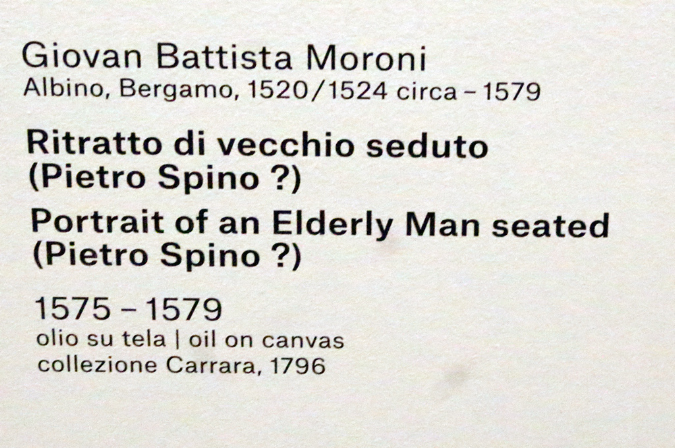 Giovan Battista Moroni
Albino, Bergamo, 1520/1524 circa – 1579
Ritratto di vecchio seduto
(Pietro Spino ?)
Portrait of an Elderly Man seated
(Pietro Spino ?)
1575 – 1579
olio su tela | oil on canvas
collezione Carrara, 1796